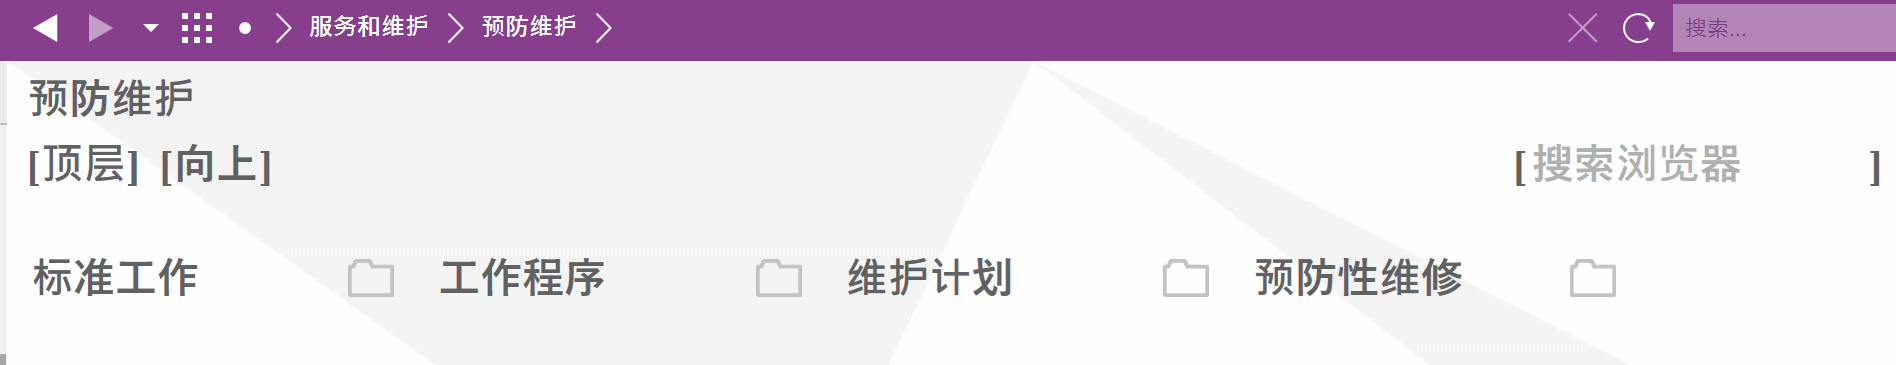 服务和维护 预防维护 搜索...
预防维护
[顶层] [向上] [搜索浏览器 ]
标准工作 工作程序 维护计划 预防性维修